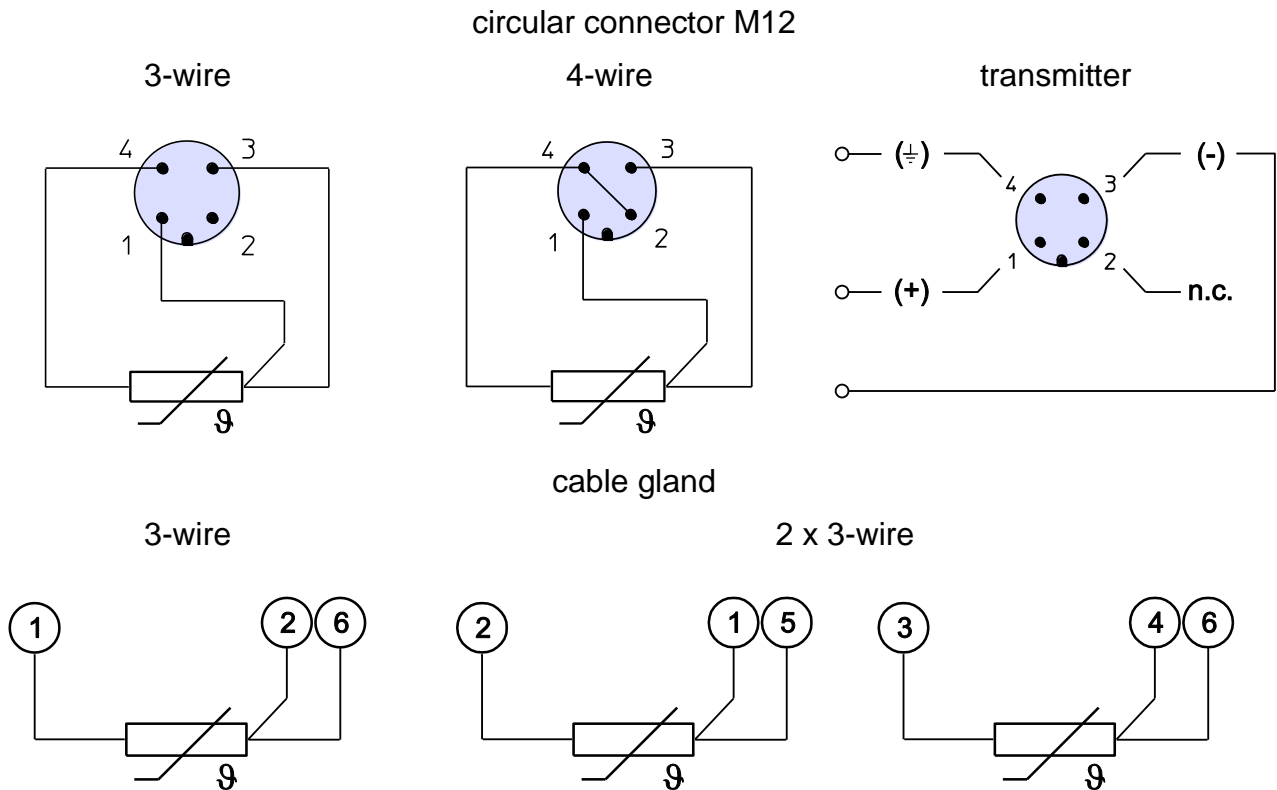 circular connector M12
3-wire 4-wire transmitter
4 3 4 3 (⏚) (-)
4 3
1 2 1 2 1 2
(+) n.c.
ϑ ϑ
cable gland
3-wire 2 x 3-wire
1 2 6 2 1 5 3 4 6
ϑ ϑ ϑ